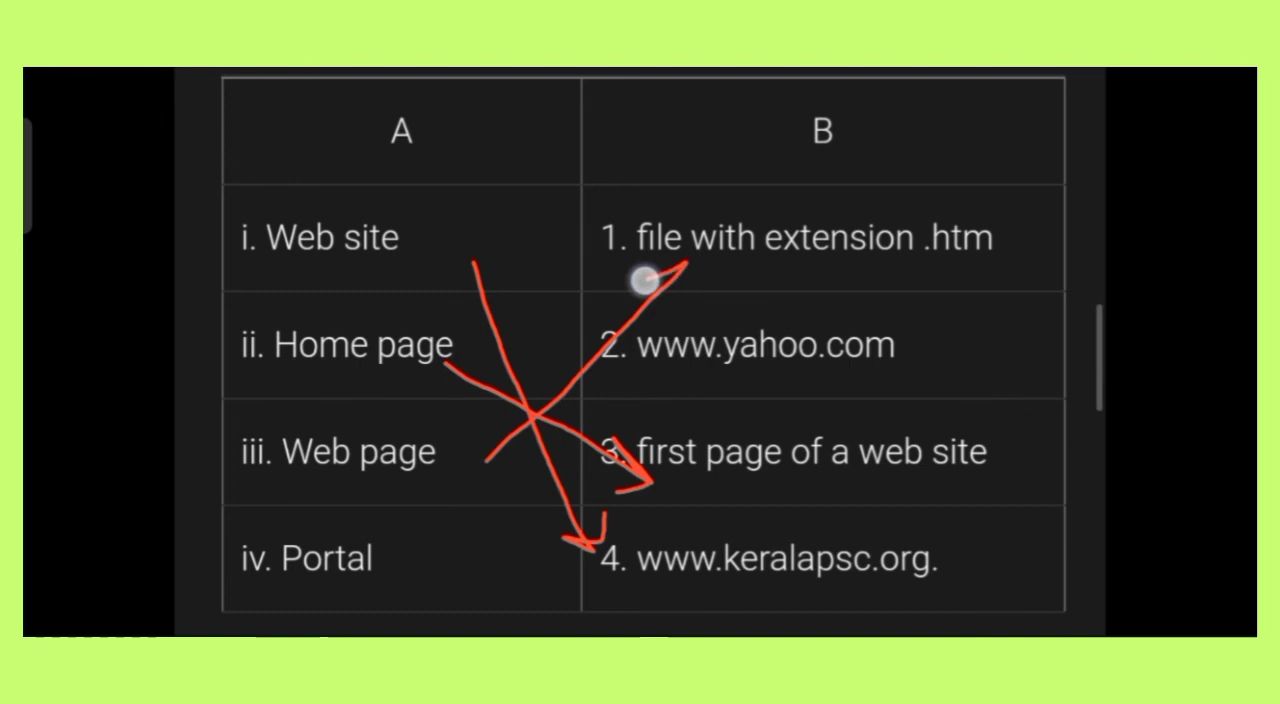 A B
i. Web site 1. file with extension .htm
ii. Home page 2. www.yahoo.com
iii. Web page 3. first page of a web site
iv. Portal 4. www.keralapsc.org.